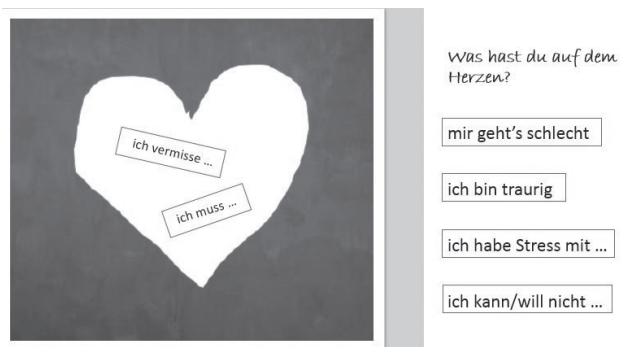 ich vermisse ...
ich muss ...
Was hast du auf dem
Herzen?
mir geht's schlecht
ich bin traurig
ich habe Stress mit ...
ich kann/will nicht ...